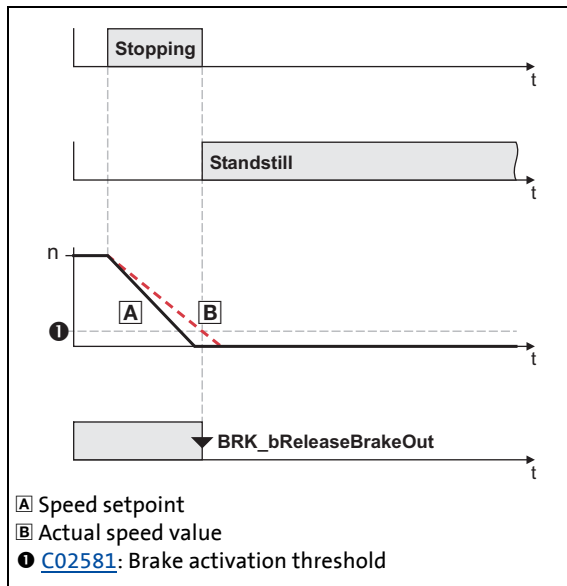 Stopping
t
Standstill
t
n
A
B
❶
t
BRK_bReleaseBrakeOut
t
A Speed setpoint
B Actual speed value
❶ C02581: Brake activation threshold